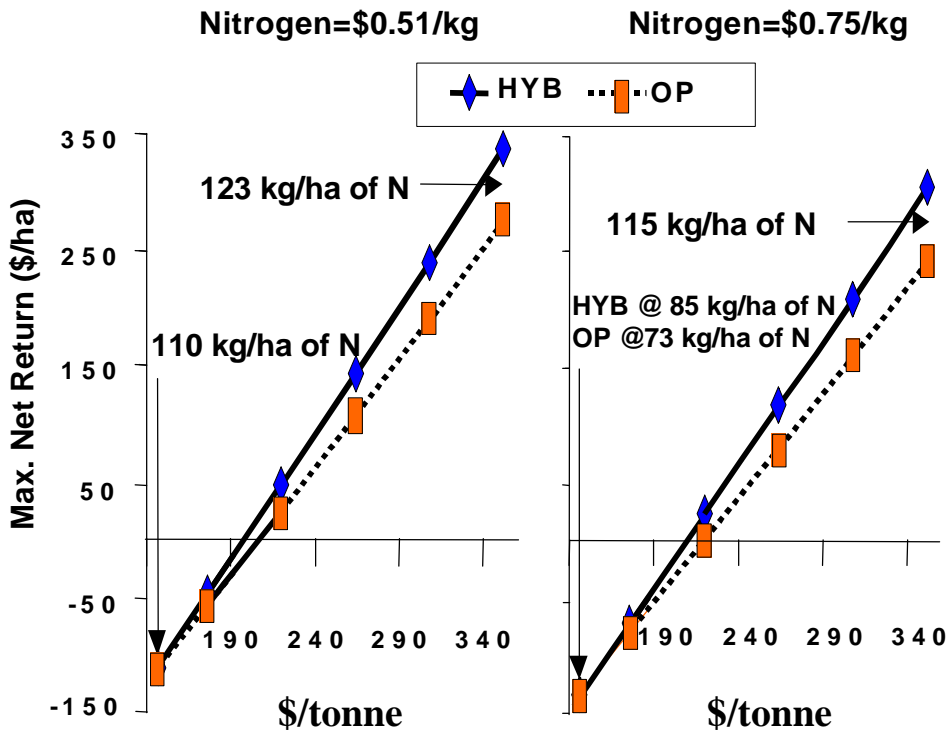 Nitrogen=$0.51/kg
Nitrogen=$0.75/kg
HYB
OP
Max. Net Return ($/ha)
350
250
150
50
-50
-150
123 kg/ha of N
110 kg/ha of N
190 240 290 340
$/tonne
115 kg/ha of N
HYB @ 85 kg/ha of N
OP @73 kg/ha of N
190 240 290 340
$/tonne